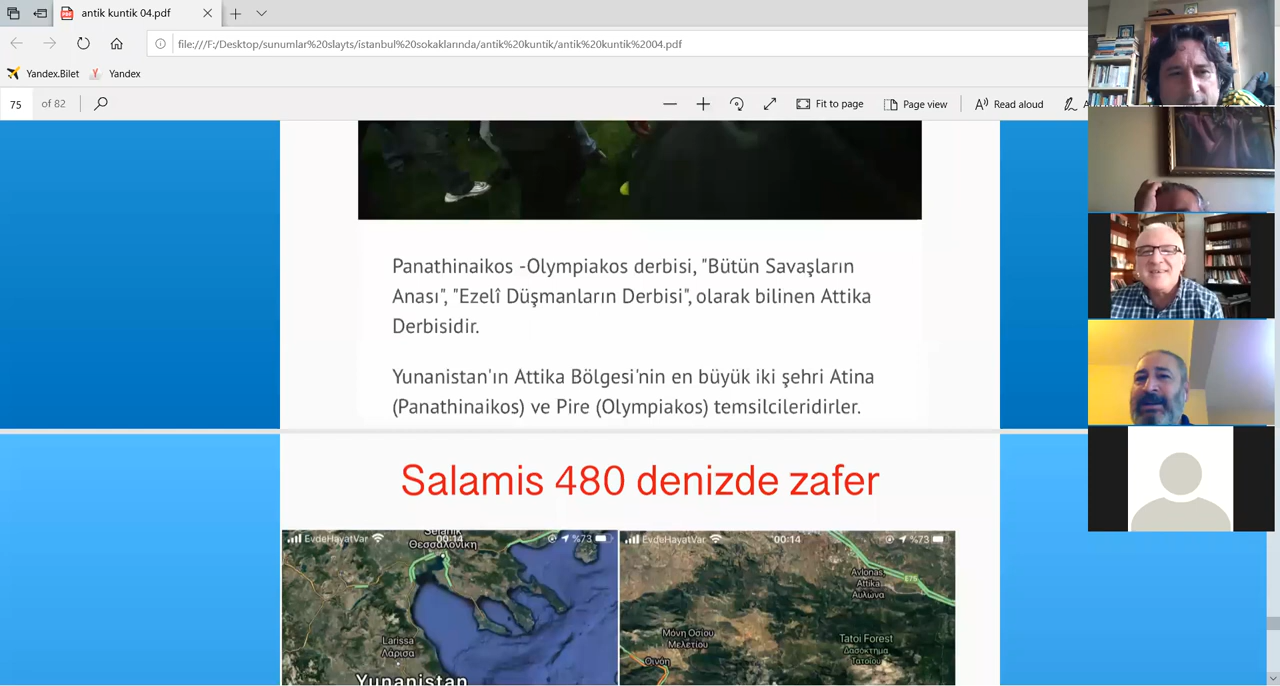 antik kuntik 04.pdf
file:///F:/Desktop/sunumlar%20slayts/istanbul%20sokaklarında/antik%20kuntik/antik%20kuntik%2004.pdf
Yandex.Bilet Yandex
75 of 82 Fit to page Page view Read aloud
Panathinaikos -Olympiakos derbisi, "Bütün Savaşların
Anası", "Ezelî Düşmanların Derbisi", olarak bilinen Attika
Derbisidir.
Yunanistan'ın Attika Bölgesi'nin en büyük iki şehri Atina
(Panathinaikos) ve Pire (Olympiakos) temsilcileridirler.
Salamis 480 denizde zafer
EvdeHayatVar 00:14 %73
Selanik
Θεσσαλονίκη
Larissa
Λάρισα
Yunanistan
EvdeHayatVar 00:14 %73
Avlonas,
Attika
Αυλώνα
E75
Μόνη Οσίου
Μελετίου
Οινόη
Tatoi Forest
Δασόκτημα
Τατοΐου